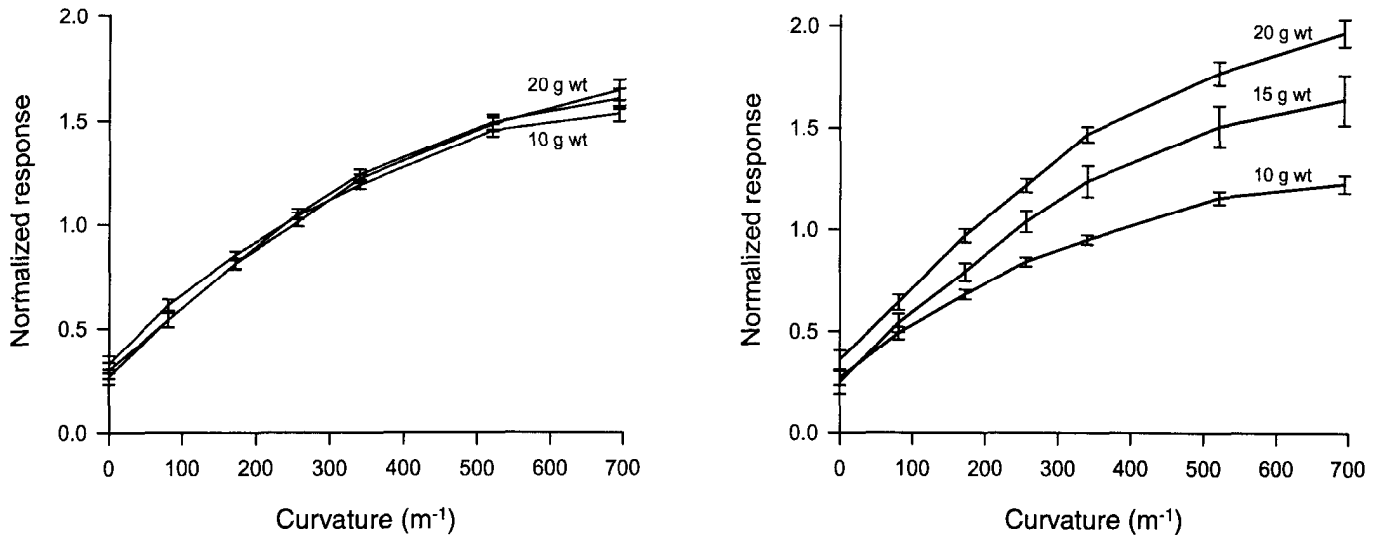 2.0
1.5
1.0
0.5
0.0
Normalized response
20 g wt
10 g wt
0 100 200 300 400 500 600 700
Curvature (m-1)
2.0
1.5
1.0
0.5
0.0
Normalized response
20 g wt
15 g wt
10 g wt
0 100 200 300 400 500 600 700
Curvature (m-1)